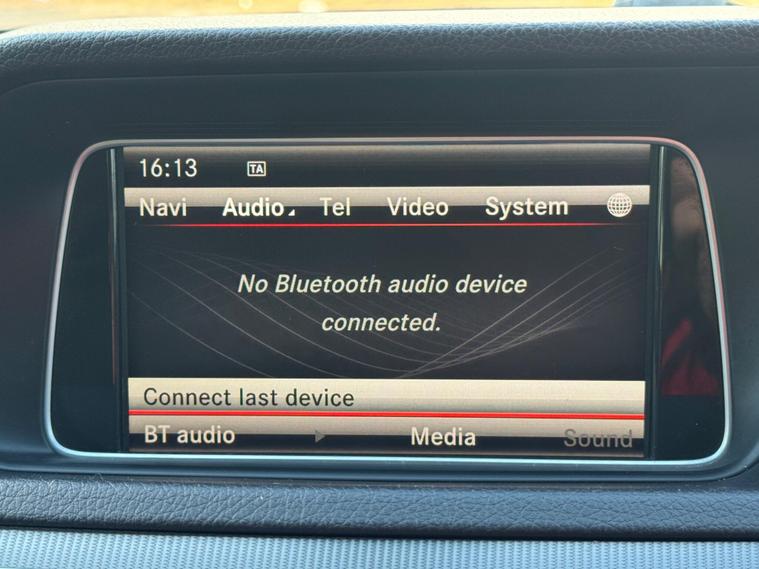 16:13 TA
Navi Audio Tel Video System
No Bluetooth audio device
connected.
Connect last device
BT audio Media Sound